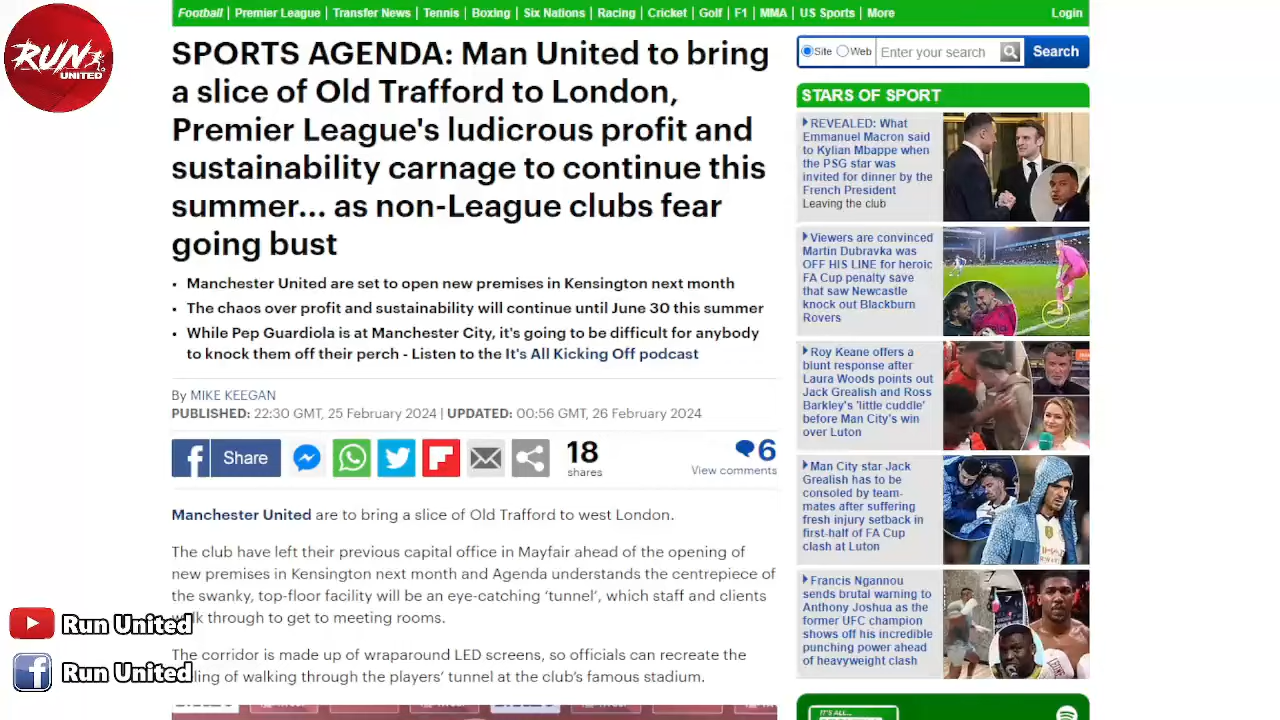 Football | Premier League | Transfer News | Tennis | Boxing | Six Nations | Racing | Cricket | Golf | F1 | MMA | US Sports | More
Login
RUN
UNITED
SPORTS AGENDA: Man United to bring
a slice of Old Trafford to London,
Premier League's ludicrous profit and
sustainability carnage to continue this
summer... as non-League clubs fear
going bust
• Manchester United are set to open new premises in Kensington next month
• The chaos over profit and sustainability will continue until June 30 this summer
• While Pep Guardiola is at Manchester City, it's going to be difficult for anybody
to knock them off their perch - Listen to the It's All Kicking Off podcast
By MIKE KEEGAN
PUBLISHED: 22:30 GMT, 25 February 2024 | UPDATED: 00:56 GMT, 26 February 2024
Share
18
shares
6
View comments
Manchester United are to bring a slice of Old Trafford to west London.
The club have left their previous capital office in Mayfair ahead of the opening of
new premises in Kensington next month and Agenda understands the centrepiece of
the swanky, top-floor facility will be an eye-catching 'tunnel', which staff and clients
through to get to meeting rooms.
The corridor is made up of wraparound LED screens, so officials can recreate the
of walking through the players' tunnel at the club's famous stadium.
Run United
Run United
Site Web Enter your search Search
STARS OF SPORT
REVEALED: What
Emmanuel Macron said
to Kylian Mbappe when
the PSG star was
invited for dinner by the
French President
Leaving the club
Viewers are convinced
Martin Dubravka was
OFF HIS LINE for heroic
FA Cup penalty save
that saw Newcastle
knock out Blackburn
Rovers
Roy Keane offers a
blunt response after
Laura Woods points out
Jack Grealish and Ross
Barkley's 'little cuddle'
before Man City's win
over Luton
Man City star Jack
Grealish has to be
consoled by team-
mates after suffering
fresh injury setback in
first-half of FA Cup
clash at Luton
Francis Ngannou
sends brutal warning to
Anthony Joshua as the
former UFC champion
shows off his incredible
punching power ahead
of heavyweight clash
IT'S ALL...